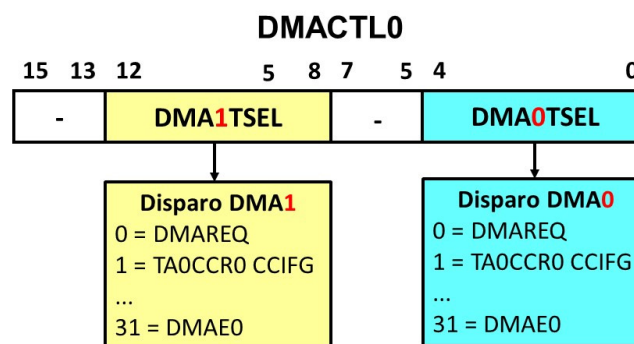 DMACTL0
15 13 12 5 8 7 5 4 0
- DMA1TSEL - DMA0TSEL
Disparo DMA1
0 = DMAREQ
1 = TA0CCR0 CCIFG
...
31 = DMAE0
Disparo DMA0
0 = DMAREQ
1 = TA0CCR0 CCIFG
...
31 = DMAE0